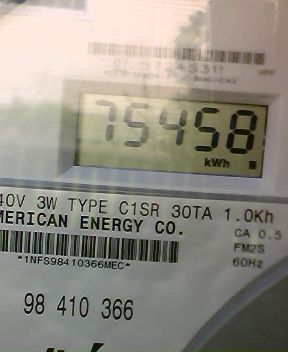 75458
kWh
40V 3W TYPE C1SR 30TA 1.0Kh
MERICAN ENERGY CO.
CA 0.5
FM2S
60Hz
*1NFS98410366MEC*
98 410 366